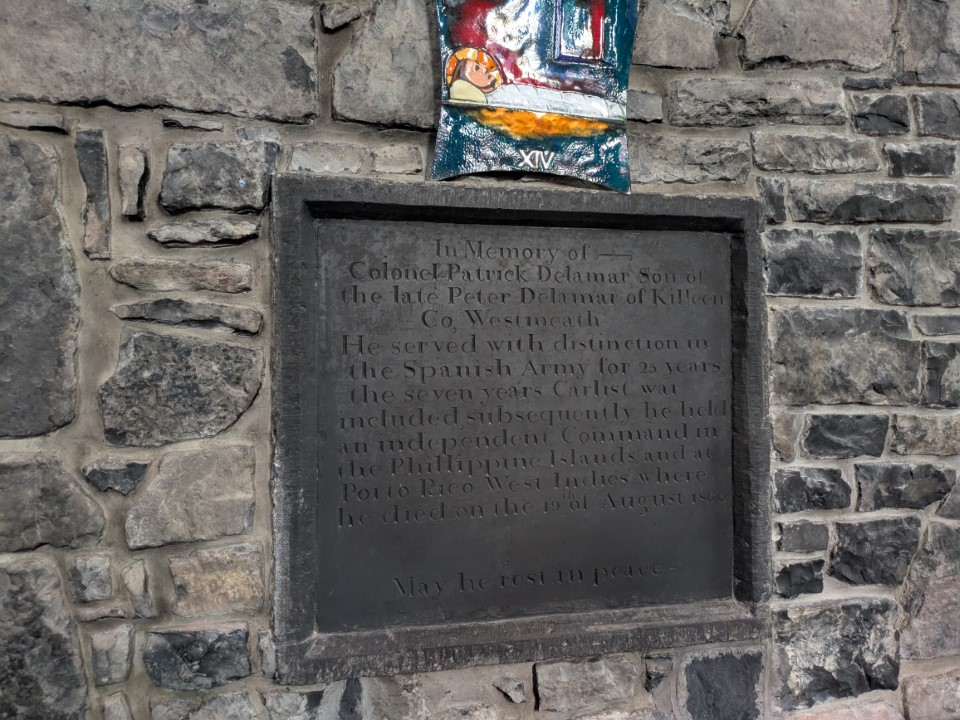 XIV
In Memory of
Colonel Patrick Delamar Son of
the late Peter Delamar of Killeen
Co, Westmeath
He served with distinction in
the Spanish Army for 25 years
the seven years Carlist war
included, subsequently he held
an independent Command in
the Phillippine Islands and at
Porto Rico West Indies where
he died on the 19th of August
May he rest in peace